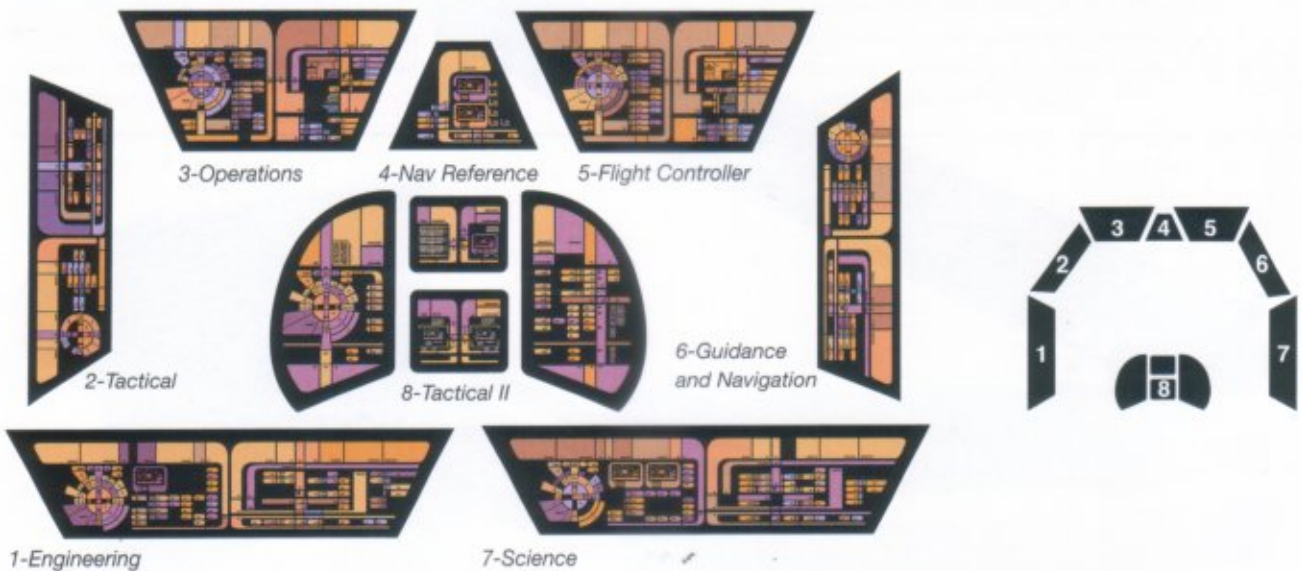 3-Operations
4-Nav Reference
5-Flight Controller
2-Tactical
8-Tactical II
6-Guidance
and Navigation
1-Engineering
7-Science
3
4
5
2
6
1
7
8